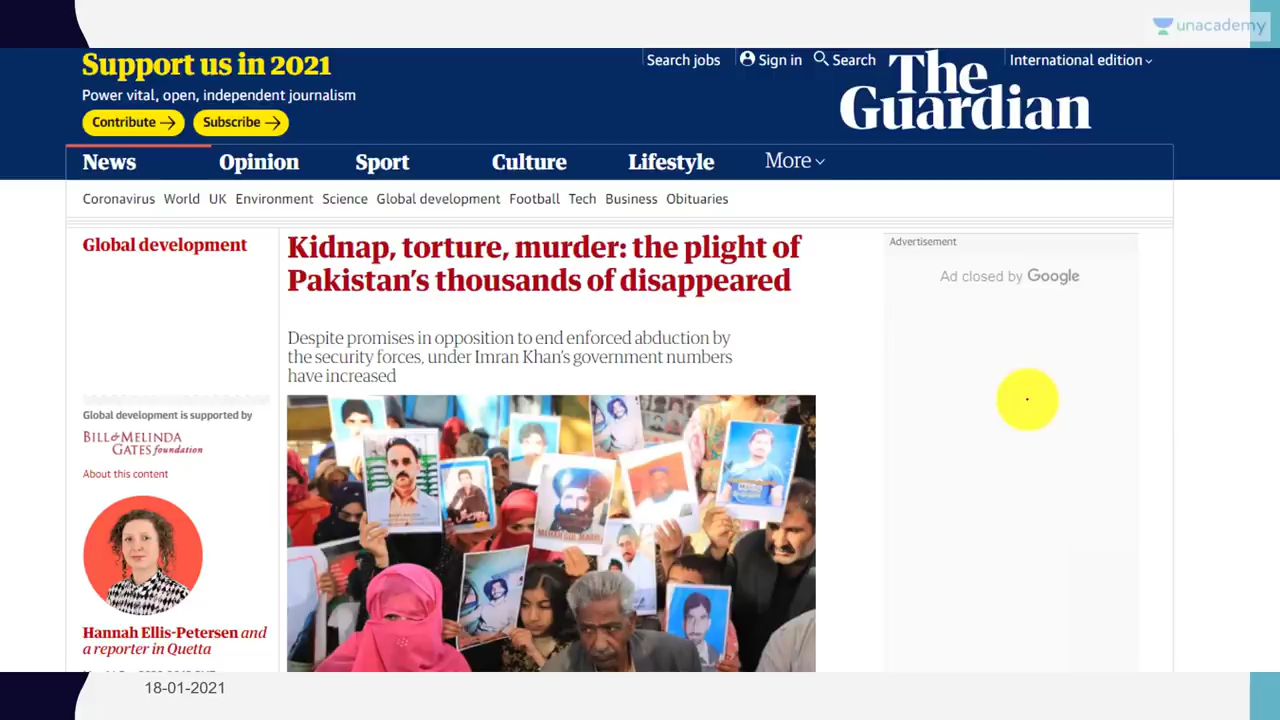 unacademy
Support us in 2021
Power vital, open, independent journalism
Contribute
Subscribe
Search jobs
Sign in
Search
International edition
The
Guardian
News
Opinion
Sport
Culture
Lifestyle
More
Coronavirus World UK Environment Science Global development Football Tech Business Obituaries
Global development
Kidnap, torture, murder: the plight of
Pakistan's thousands of disappeared
Despite promises in opposition to end enforced abduction by
the security forces, under Imran Khan's government numbers
have increased
Advertisement
Ad closed by Google
Global development is supported by
BILL & MELINDA
GATES foundation
About this content
Hannah Ellis-Petersen and
a reporter in Quetta
18-01-2021